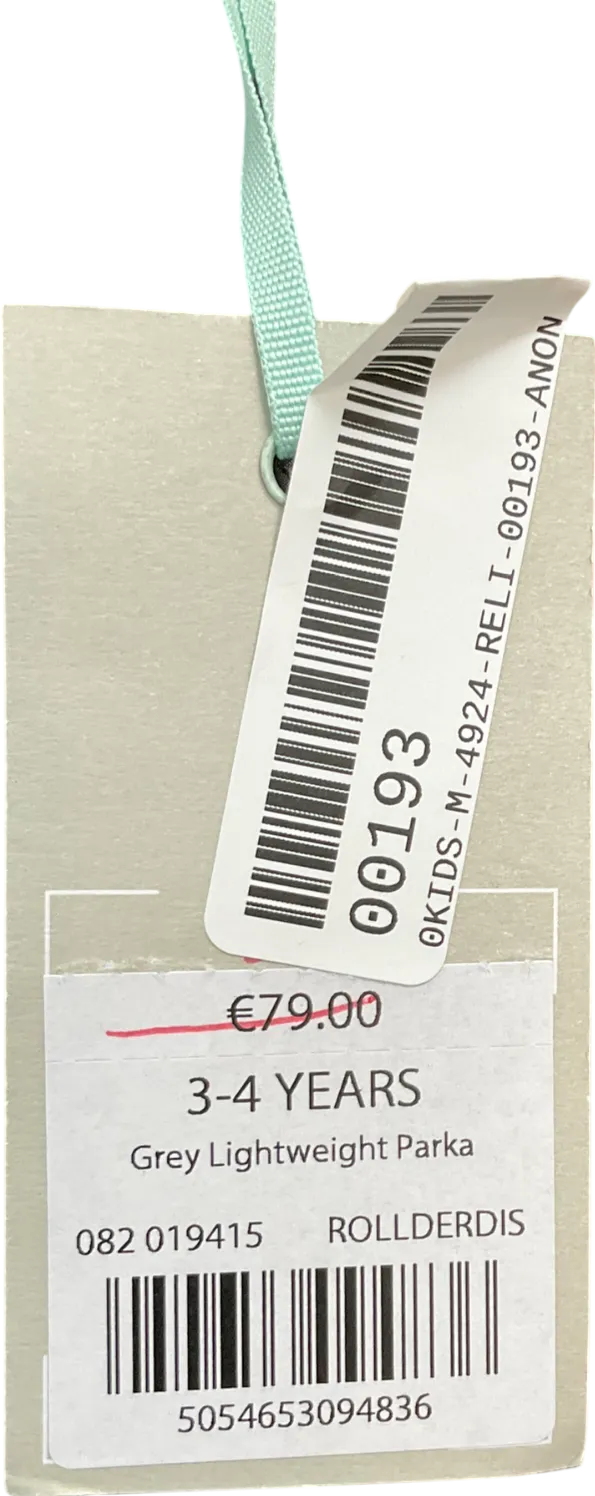 00193
0KIDS-M-4924-RELI-00193-ANON
€79.00
3-4 YEARS
Grey Lightweight Parka
082 019415 ROLLDERDIS
5054653094836